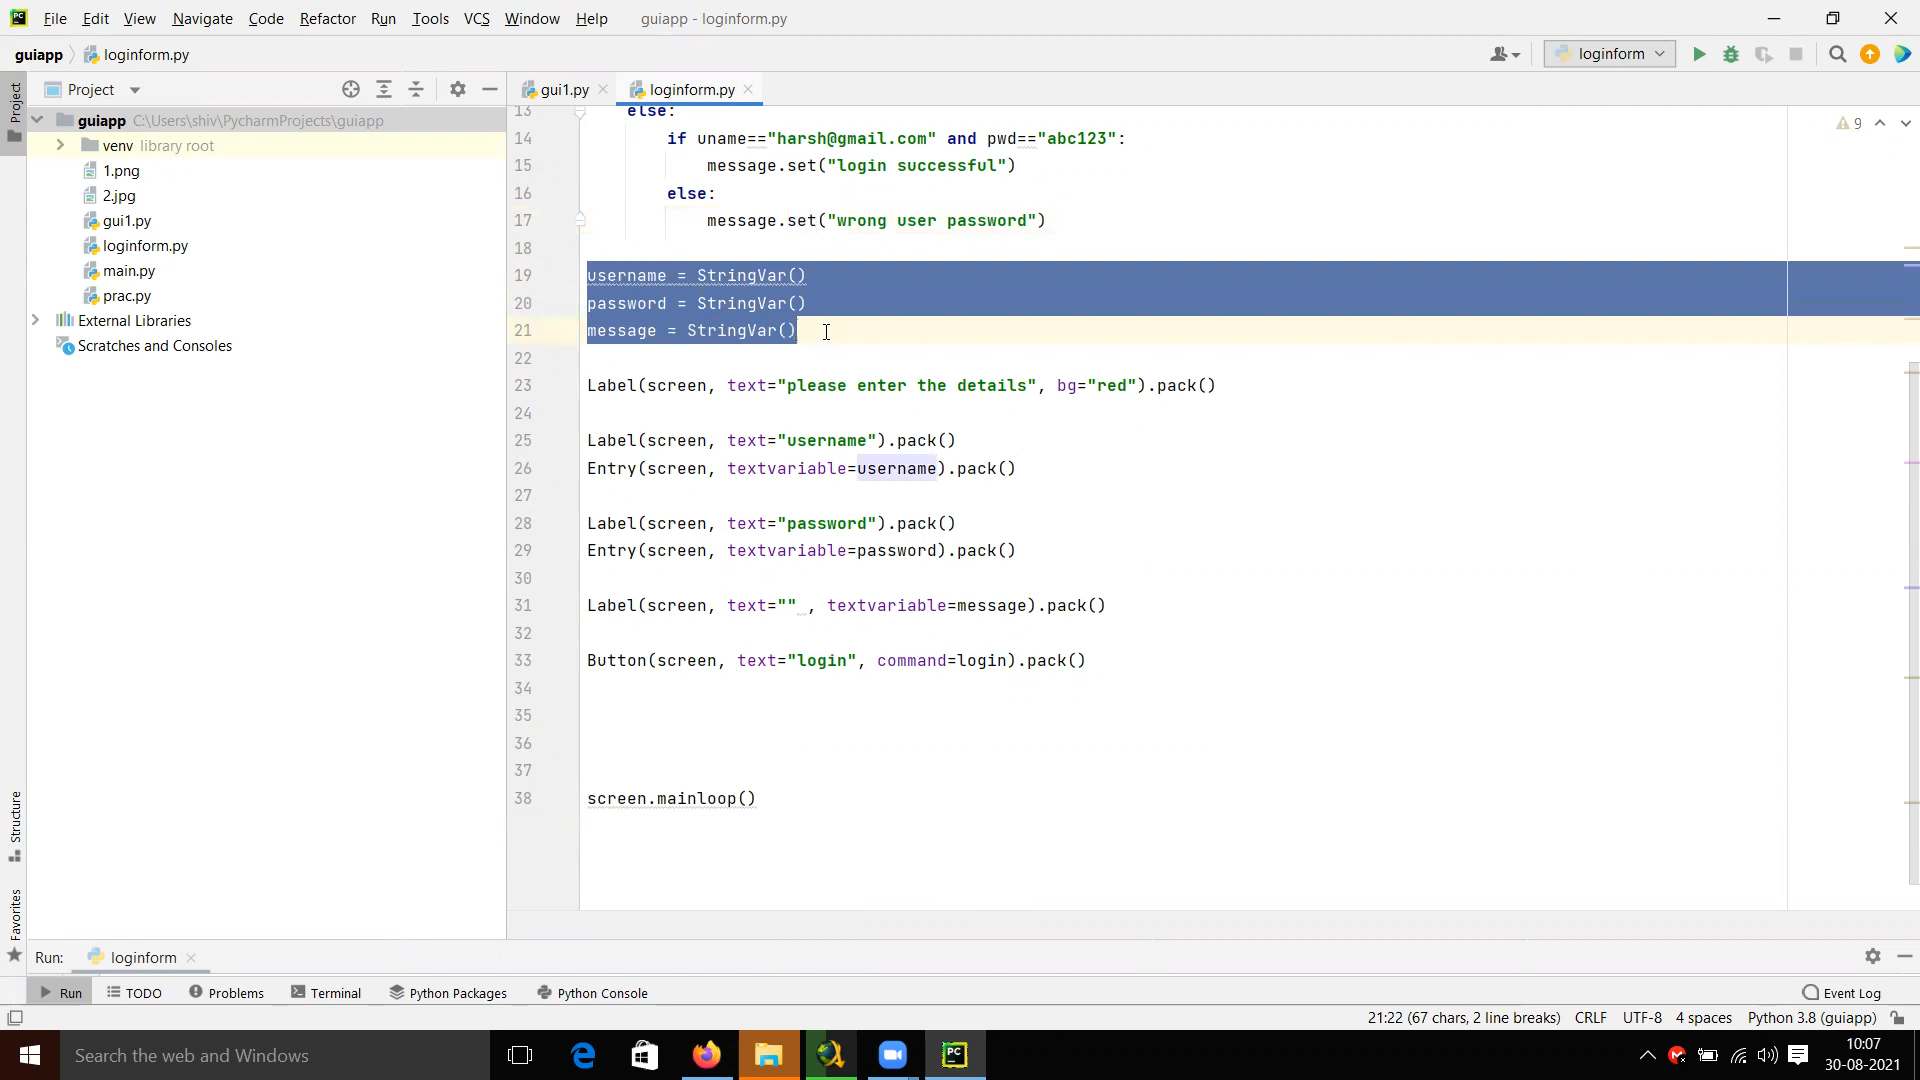 File Edit View Navigate Code Refactor Run Tools VCS Window Help guiapp - loginform.py
guiapp loginform.py loginform
Project gui1.py loginform.py
Project
guiapp C:\Users\shiv\PycharmProjects\guiapp
venv library root
1.png
2.jpg
gui1.py
loginform.py
main.py
prac.py
External Libraries
Scratches and Consoles
9
13 else:
14 if uname=="harsh@gmail.com" and pwd=="abc123":
15 message.set("login successful")
16 else:
17 message.set("wrong user password")
18
19 username = StringVar()
20 password = StringVar()
21 message = StringVar()
22
23 Label(screen, text="please enter the details", bg="red").pack()
24
25 Label(screen, text="username").pack()
26 Entry(screen, textvariable=username).pack()
27
28 Label(screen, text="password").pack()
29 Entry(screen, textvariable=password).pack()
30
31 Label(screen, text="" , textvariable=message).pack()
32
33 Button(screen, text="login", command=login).pack()
34
35
36
37
38 screen.mainloop()
Structure
Favorites
Run: loginform
Run TODO Problems Terminal Python Packages Python Console Event Log
21:22 (67 chars, 2 line breaks) CRLF UTF-8 4 spaces Python 3.8 (guiapp)
Search the web and Windows
PC
10:07
30-08-2021